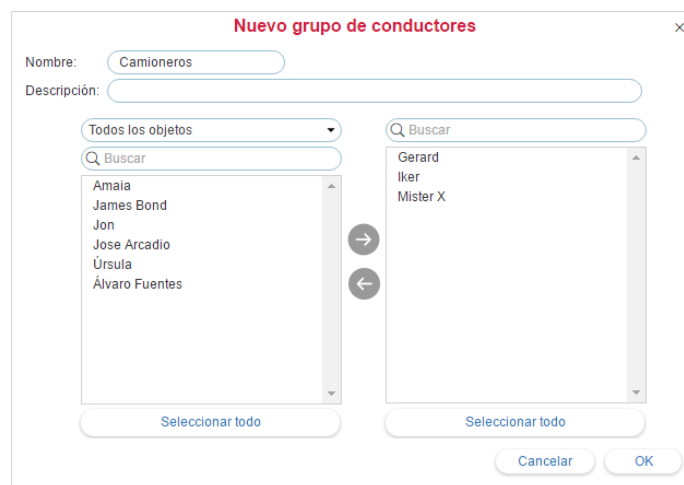 Nuevo grupo de conductores
Nombre: Camioneros
Descripción:
Todos los objetos
Buscar
Amaia
James Bond
Jon
Jose Arcadio
Úrsula
Álvaro Fuentes
Seleccionar todo
Buscar
Gerard
Iker
Mister X
Seleccionar todo
Cancelar
OK